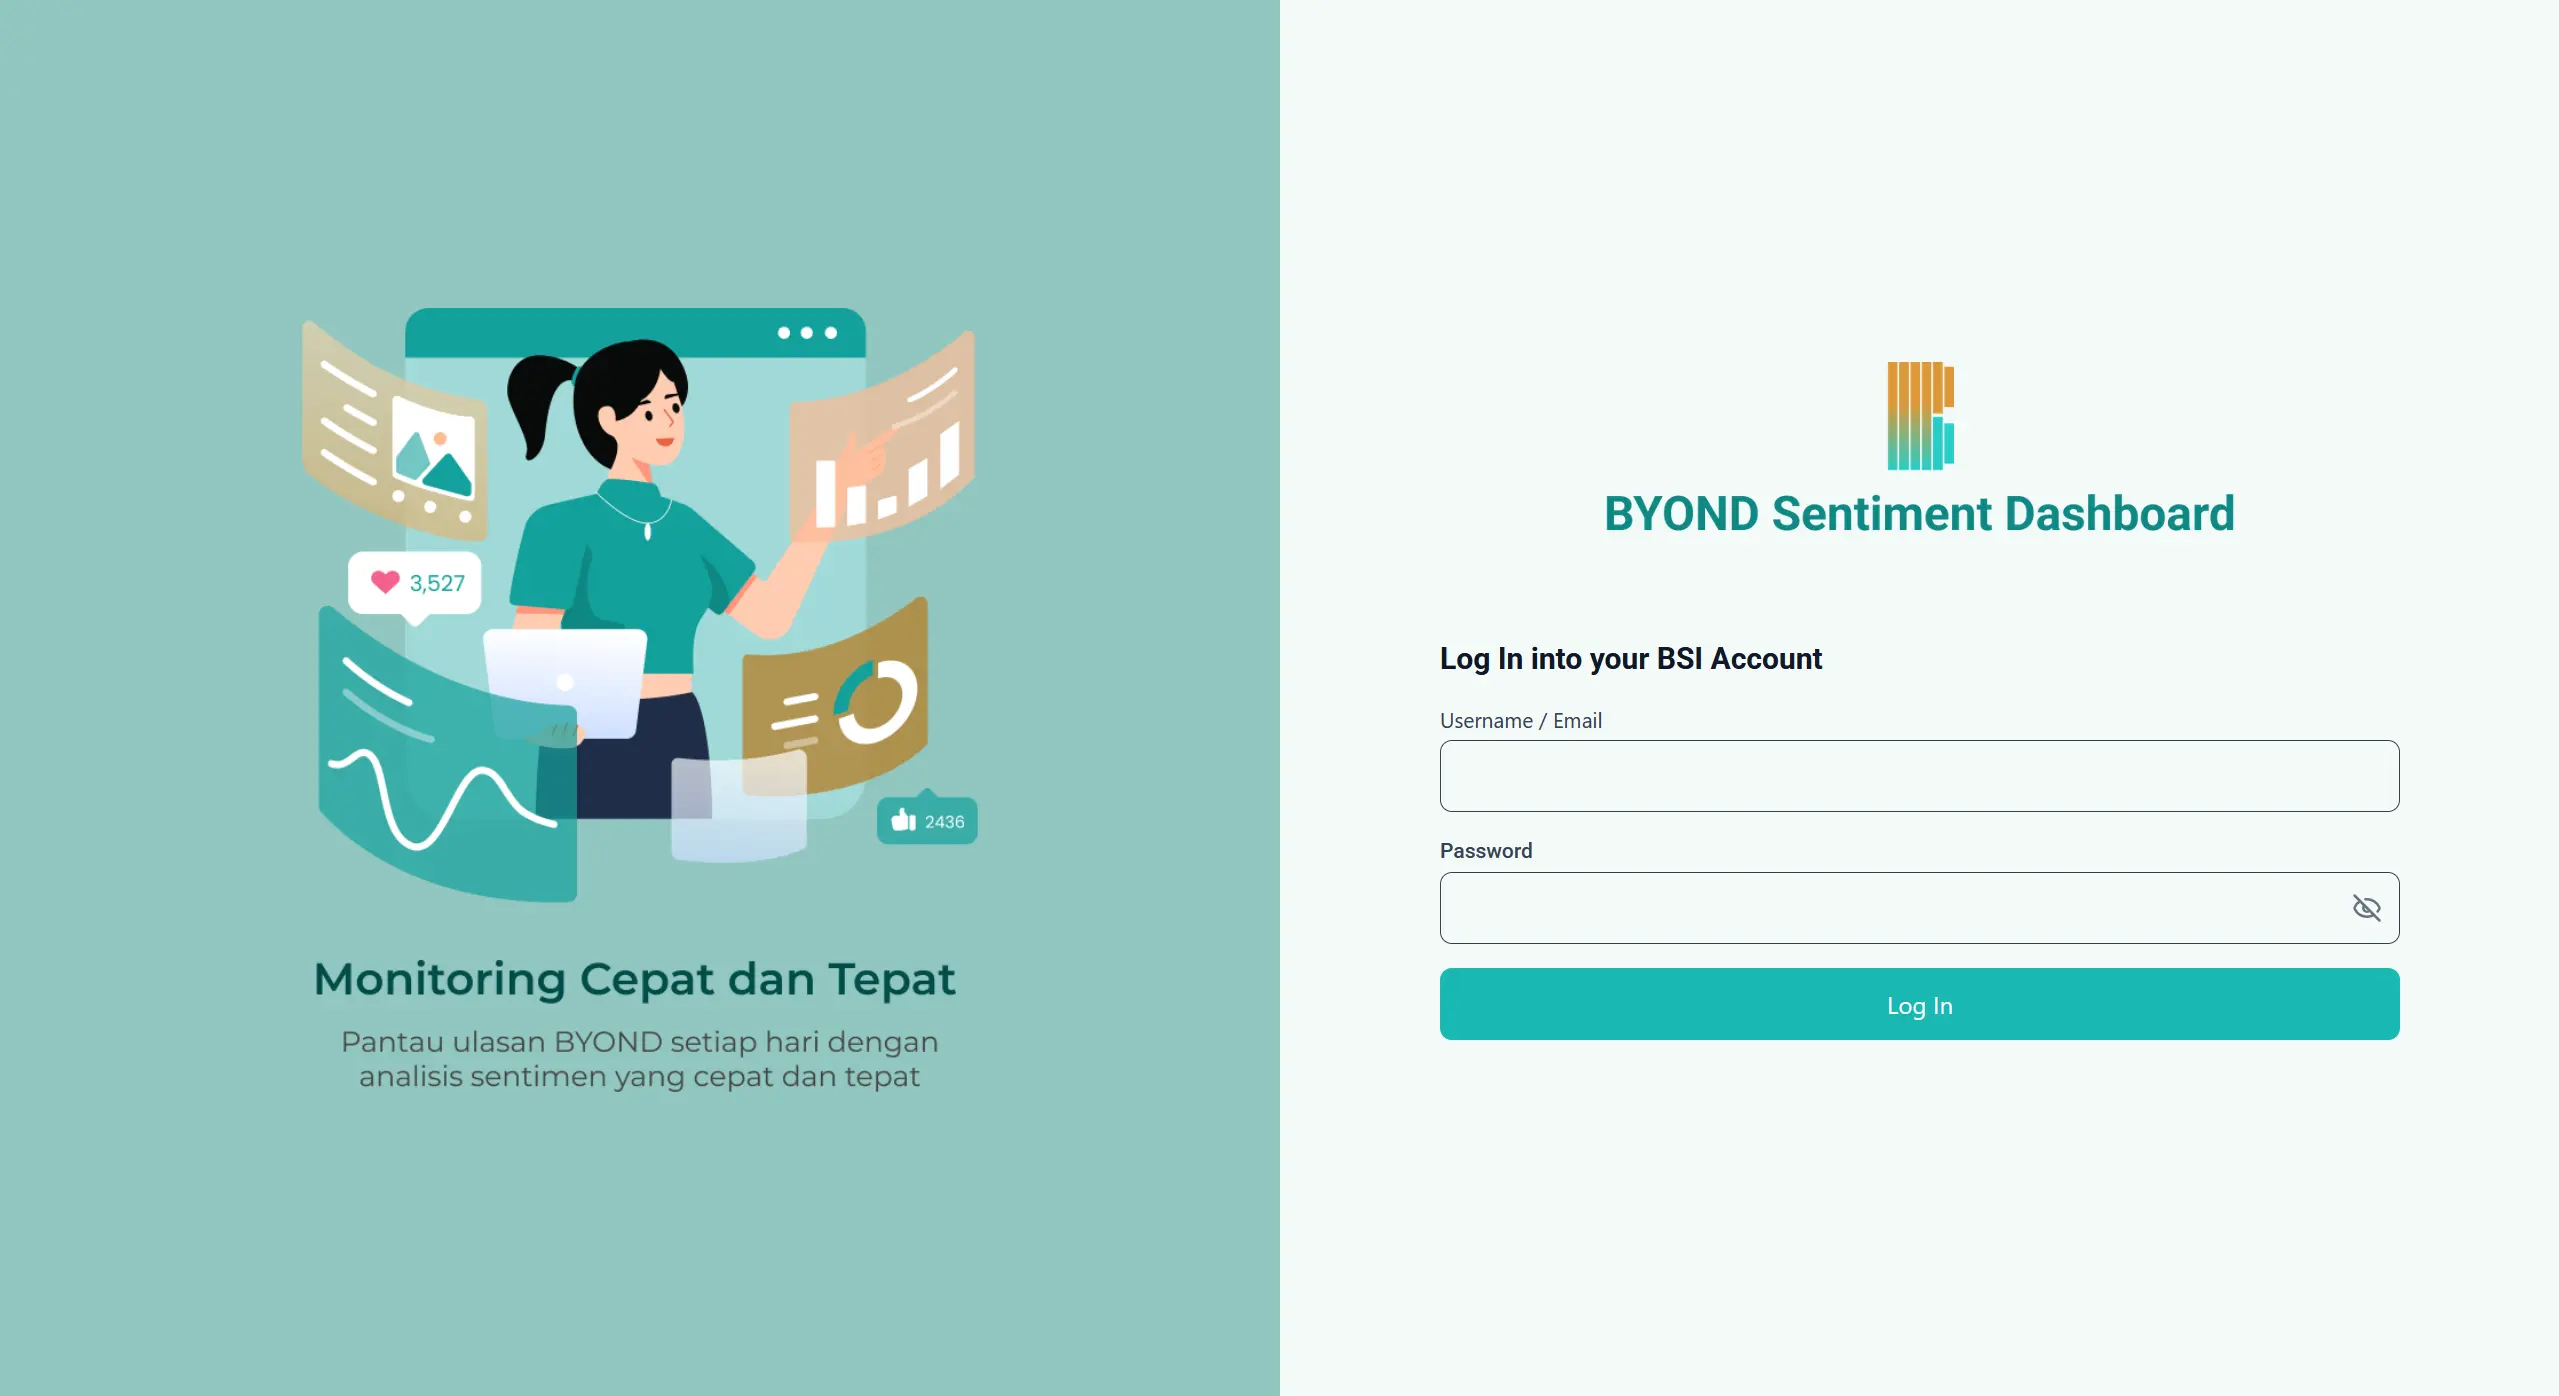 3,527
2436
Monitoring Cepat dan Tepat
Pantau ulasan BYOND setiap hari dengan
analisis sentimen yang cepat dan tepat
BYOND Sentiment Dashboard
Log In into your BSI Account
Username / Email
Password
Log In